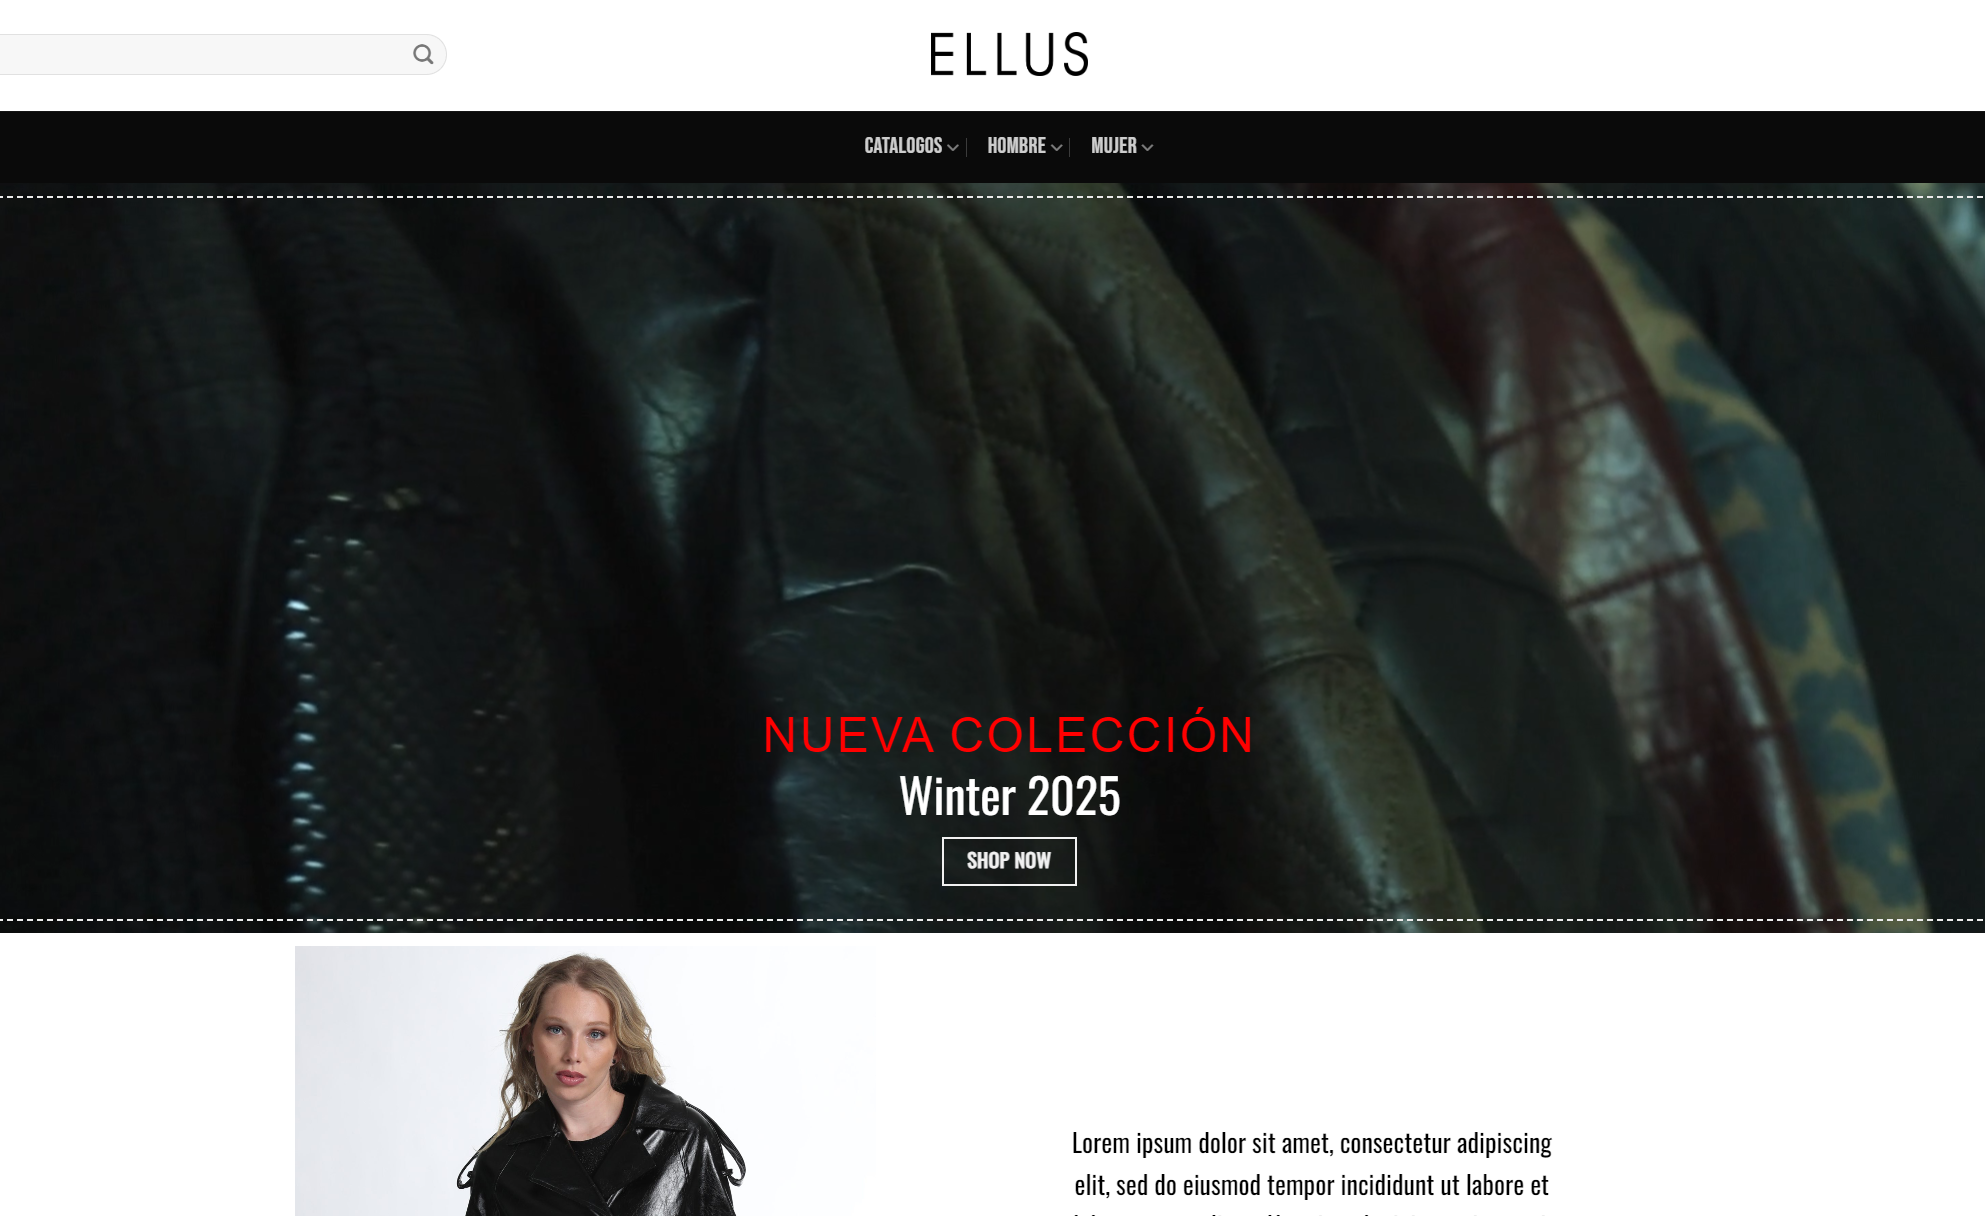 ELLUS
CATALOGOS HOMBRE MUJER
NUEVA COLECCIÓN
Winter 2025
SHOP NOW
Lorem ipsum dolor sit amet, consectetur adipiscing
elit, sed do eiusmod tempor incididunt ut labore et